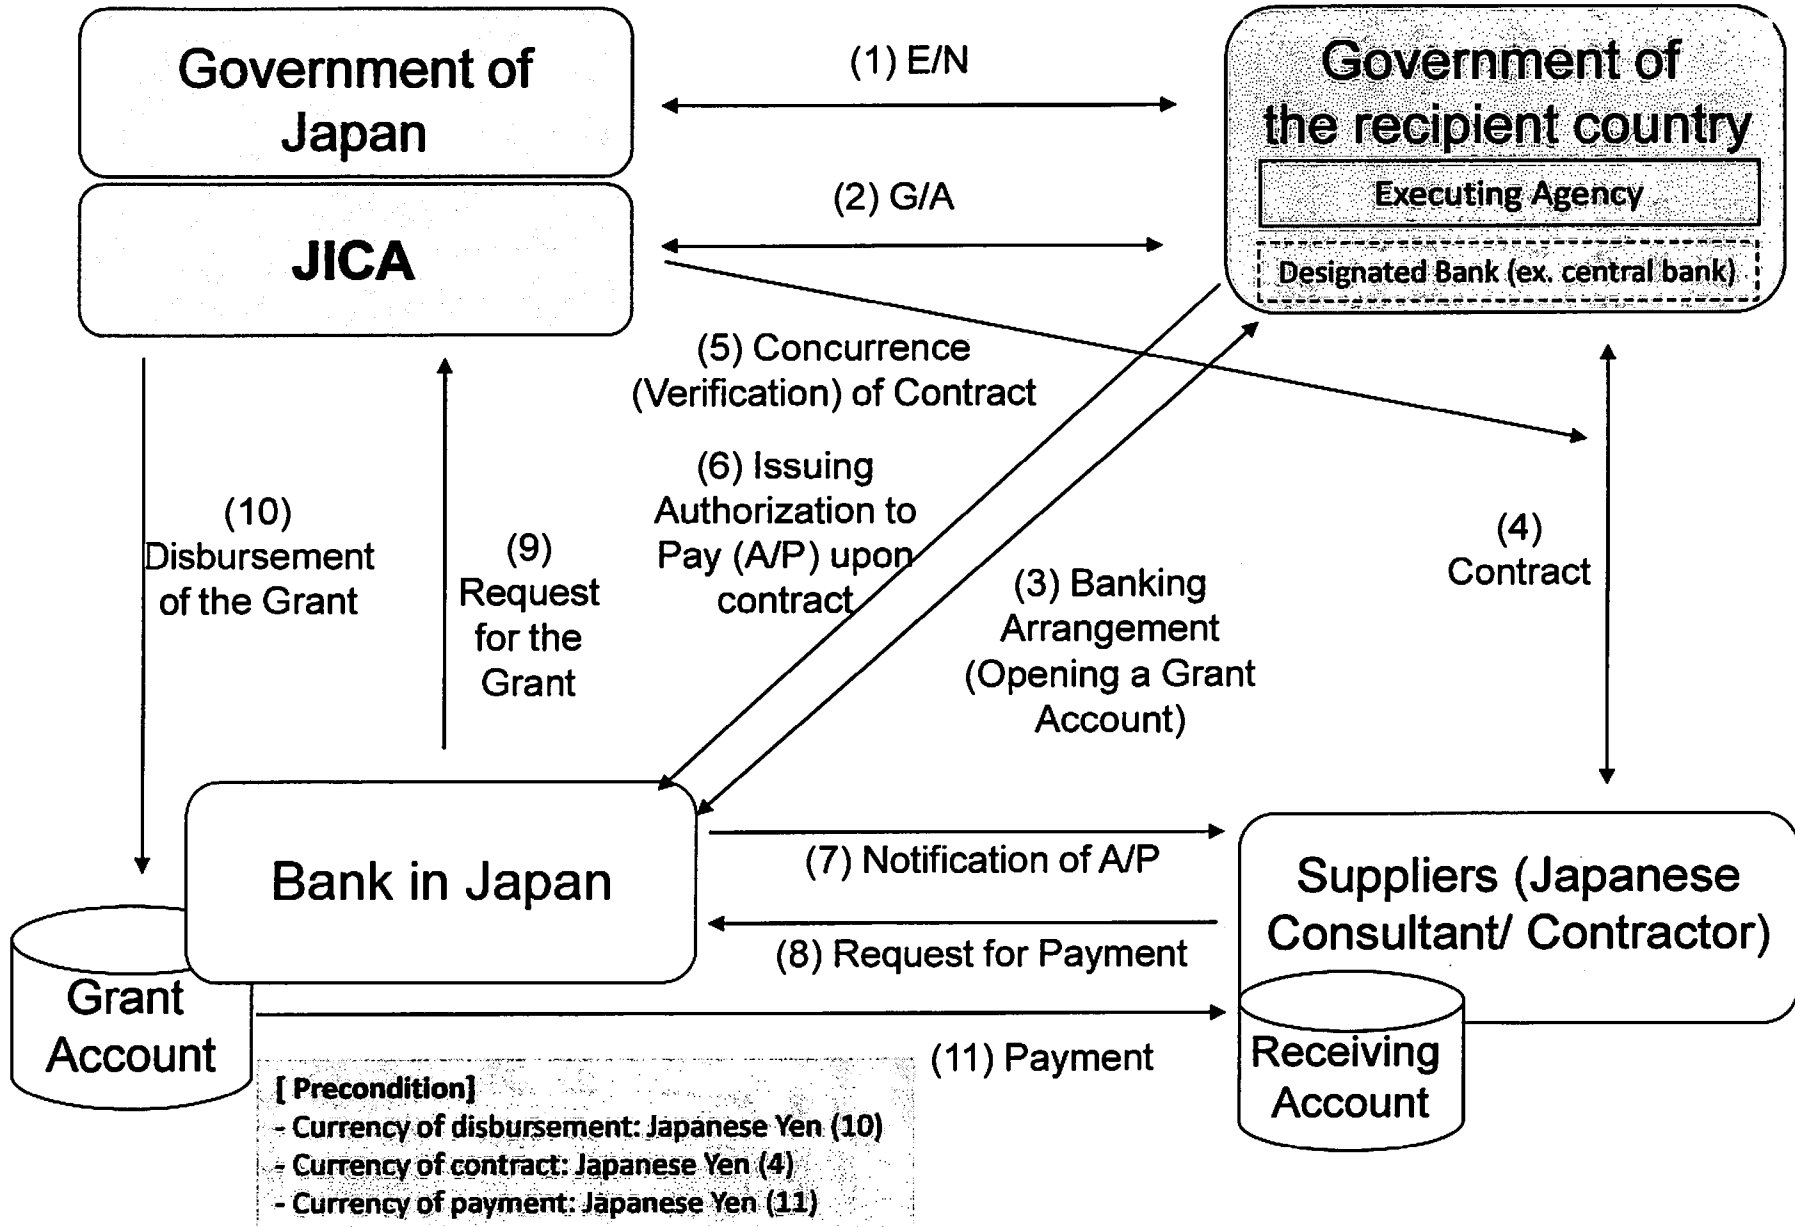 Government of
Japan
(1) E/N
Government of
the recipient country
Executing Agency
Designated Bank (ex. central bank)
JICA
(2) G/A
(5) Concurrence
(Verification) of Contract
(6) Issuing
Authorization to
Pay (A/P) upon
contract
(10)
Disbursement
of the Grant
(9)
Request
for the
Grant
(3) Banking
Arrangement
(Opening a Grant
Account)
(4)
Contract
Bank in Japan
(7) Notification of A/P
(8) Request for Payment
Suppliers (Japanese
Consultant/ Contractor)
Grant
Account
(11) Payment
Receiving
Account
[ Precondition]
- Currency of disbursement: Japanese Yen (10)
- Currency of contract: Japanese Yen (4)
- Currency of payment: Japanese Yen (11)